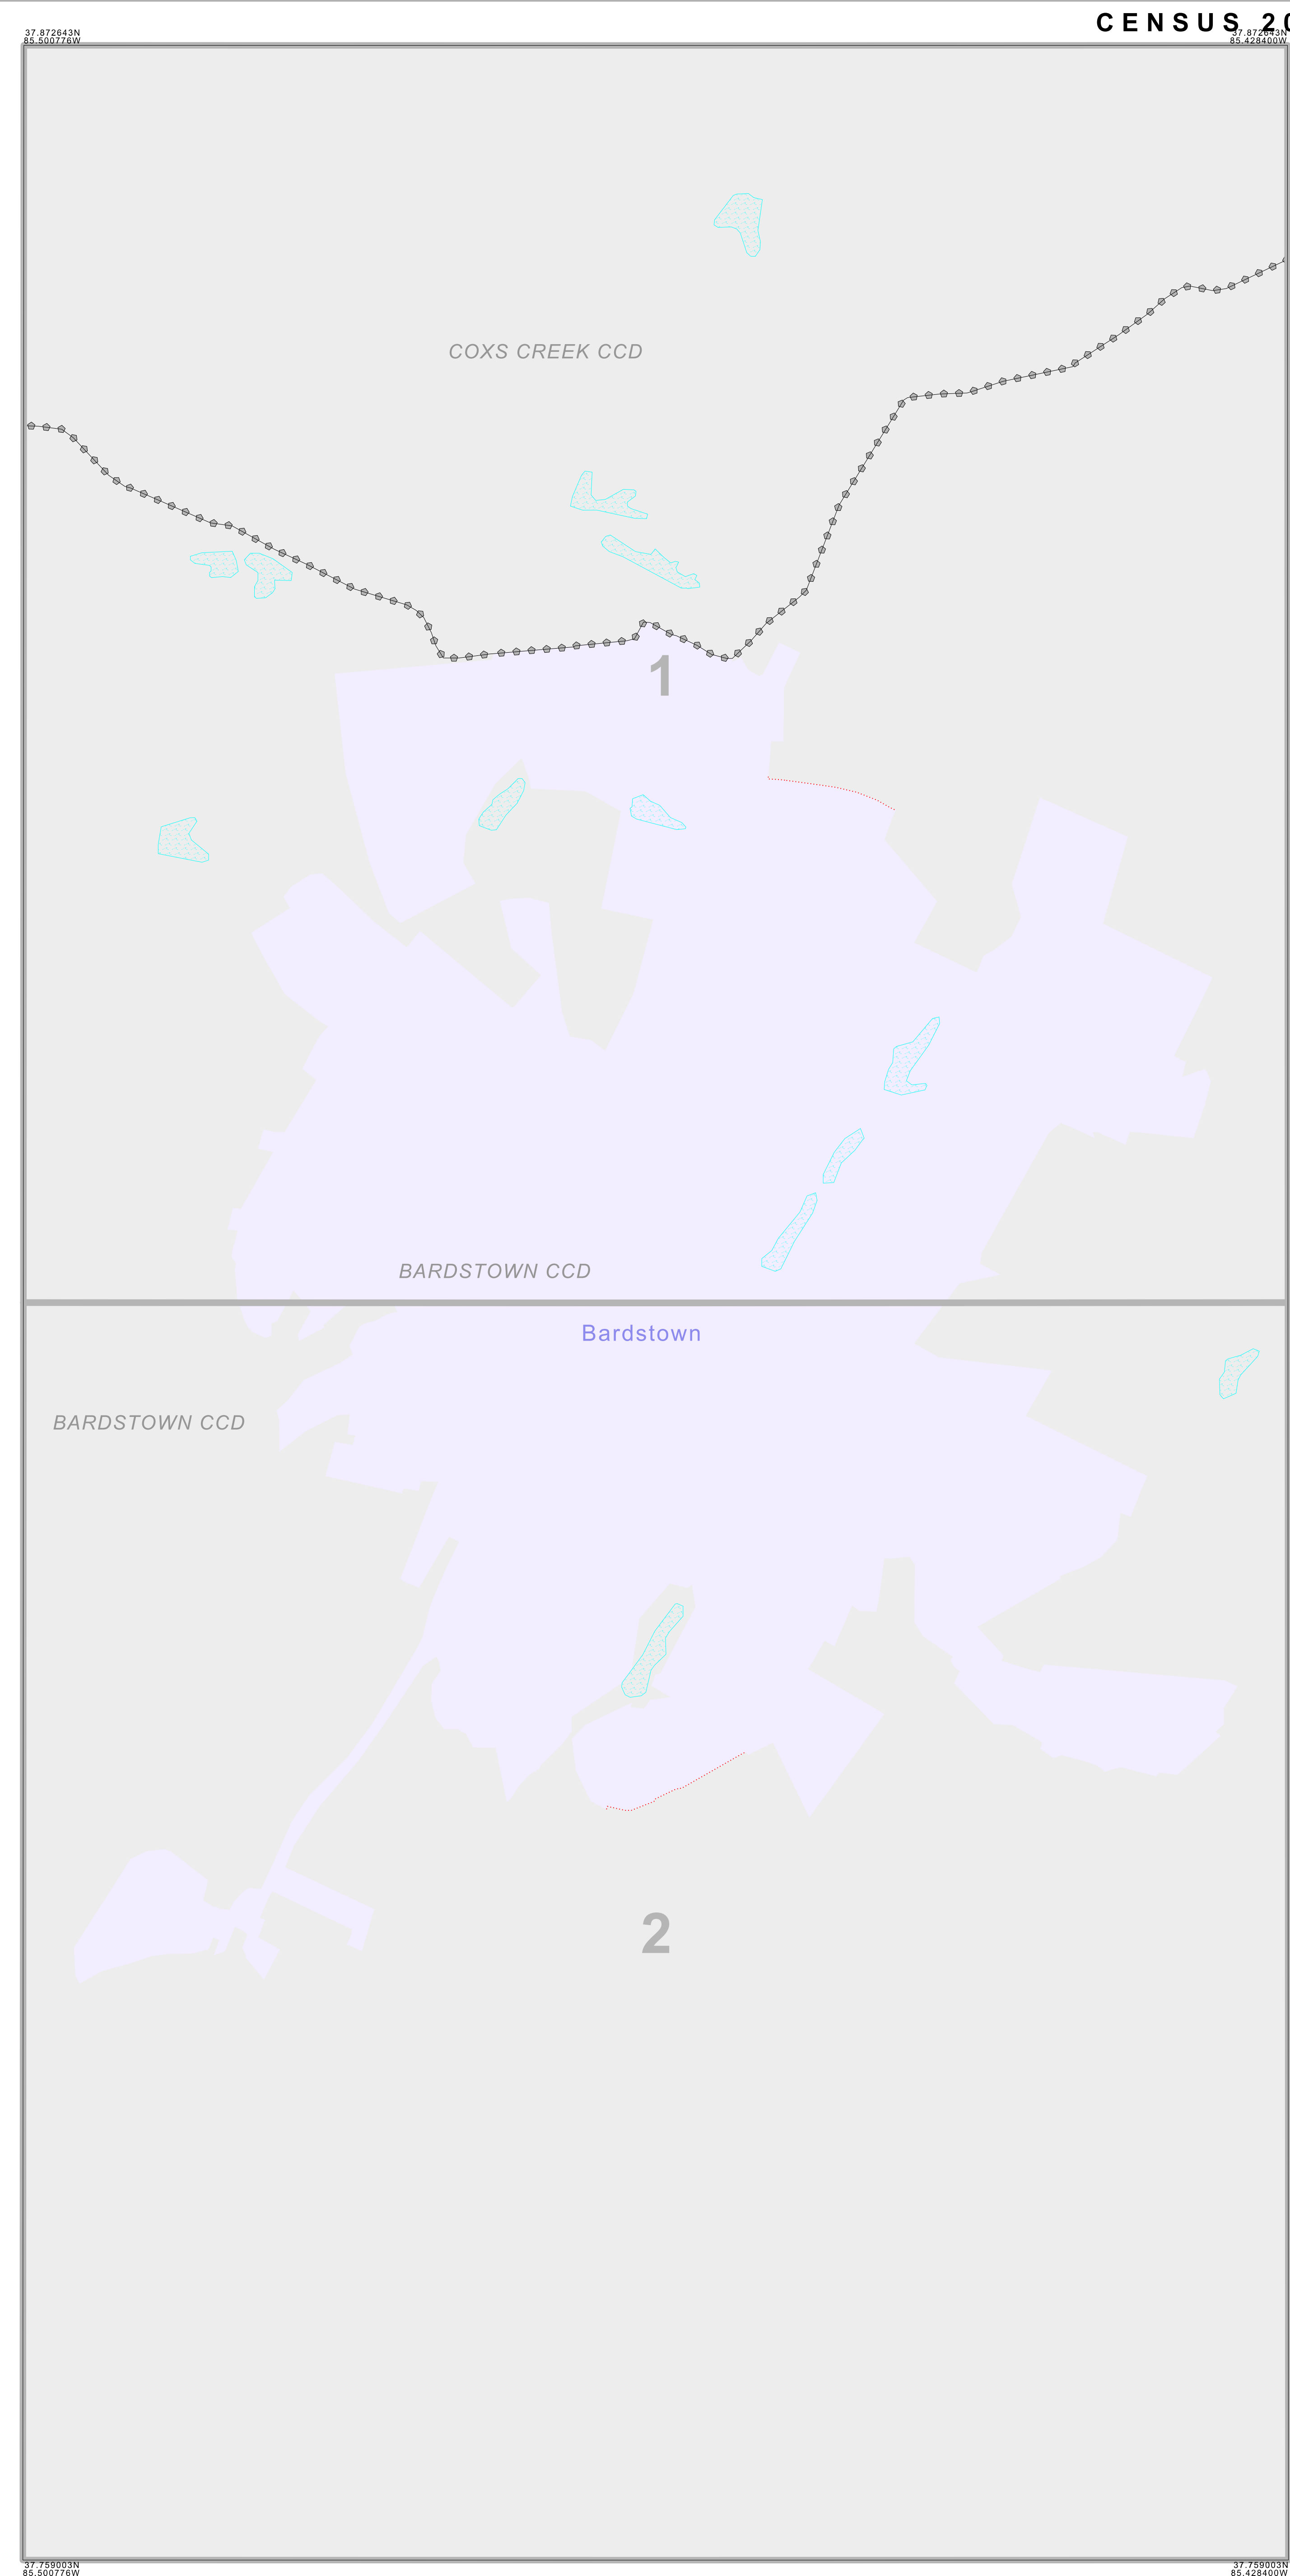 CENSUS 20
37.872643N
85.500776W
37.872643N
85.428400W
COXS CREEK CCD
1
BARDSTOWN CCD
Bardstown
BARDSTOWN CCD
2
37.759003N
85.500776W
37.759003N
85.428400W